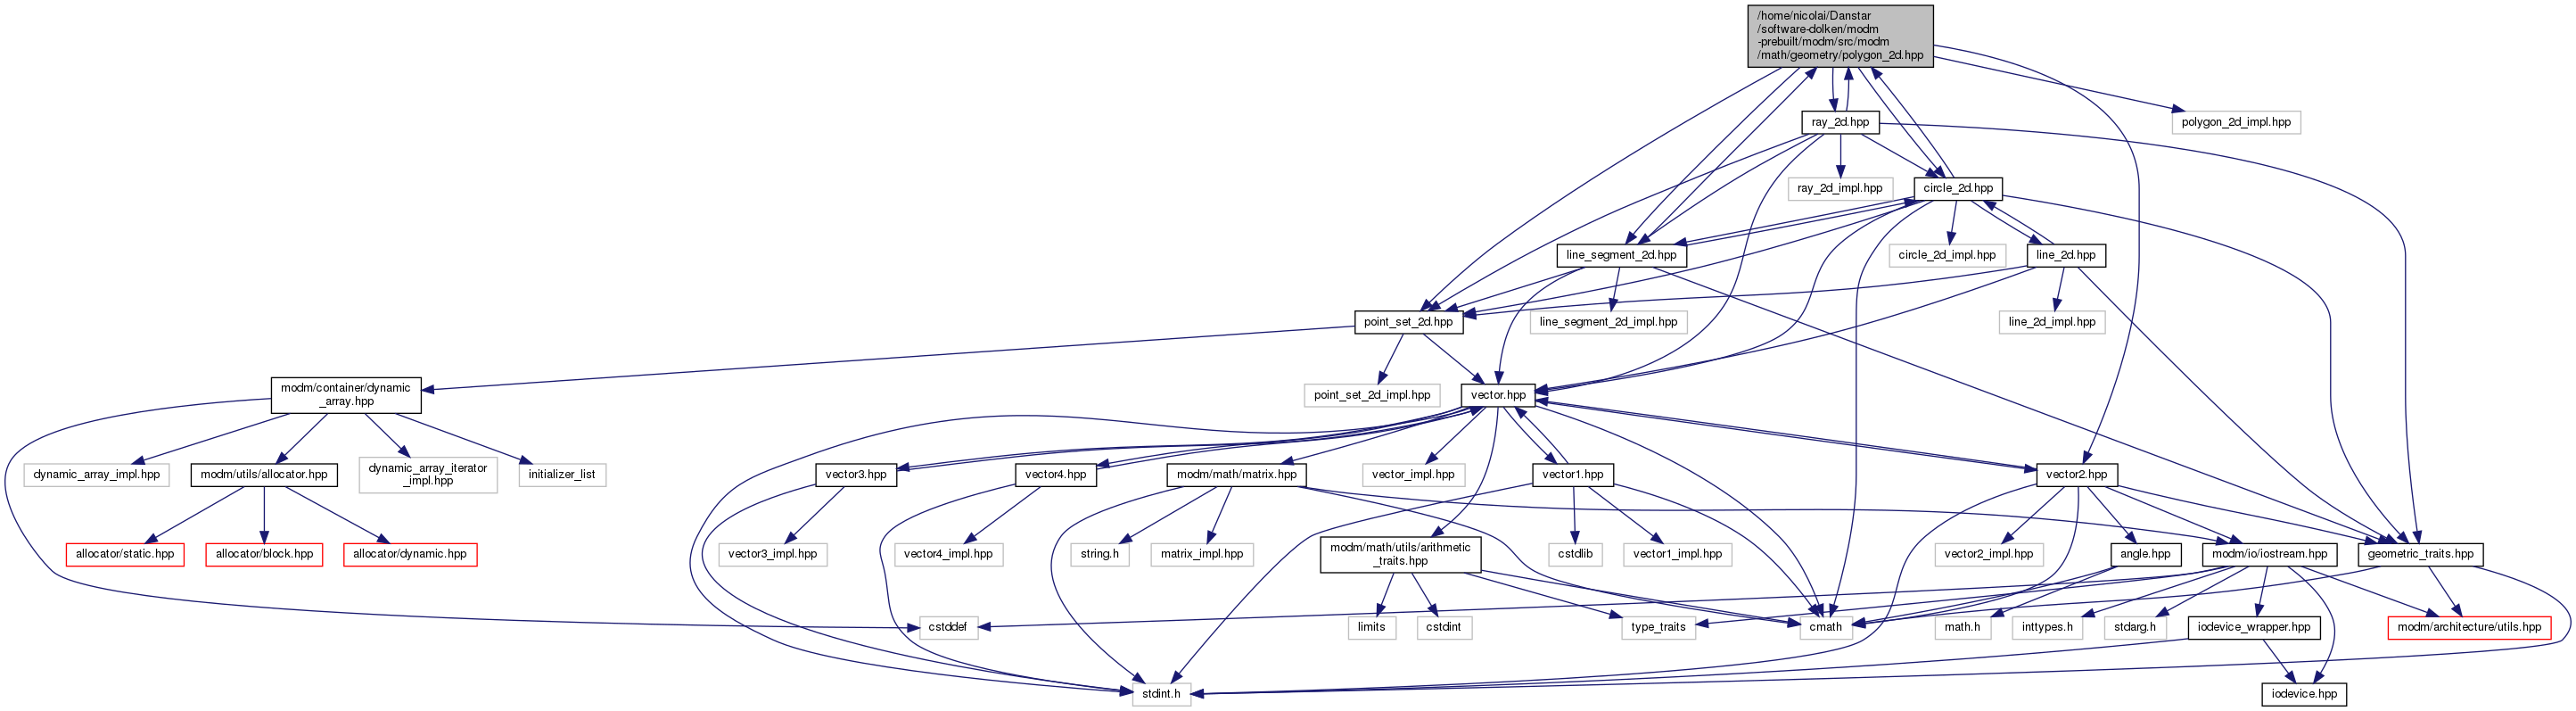 /home/nicolai/Danstar
/software-dolken/modm
-prebuilt/modm/src/modm
/math/geometry/polygon_2d.hpp
ray_2d.hpp
polygon_2d_impl.hpp
ray_2d_impl.hpp
circle_2d.hpp
line_segment_2d.hpp
circle_2d_impl.hpp
line_2d.hpp
point_set_2d.hpp
line_segment_2d_impl.hpp
line_2d_impl.hpp
modm/container/dynamic
_array.hpp
point_set_2d_impl.hpp
vector.hpp
dynamic_array_impl.hpp
modm/utils/allocator.hpp
dynamic_array_iterator
_impl.hpp
initializer_list
vector3.hpp
vector4.hpp
modm/math/matrix.hpp
vector_impl.hpp
vector1.hpp
vector2.hpp
allocator/static.hpp
allocator/block.hpp
allocator/dynamic.hpp
vector3_impl.hpp
vector4_impl.hpp
string.h
matrix_impl.hpp
modm/math/utils/arithmetic
_traits.hpp
cstdlib
vector1_impl.hpp
vector2_impl.hpp
angle.hpp
modm/io/iostream.hpp
geometric_traits.hpp
cstddef
limits
cstdint
type_traits
cmath
math.h
inttypes.h
stdarg.h
iodevice_wrapper.hpp
modm/architecture/utils.hpp
stdint.h
iodevice.hpp